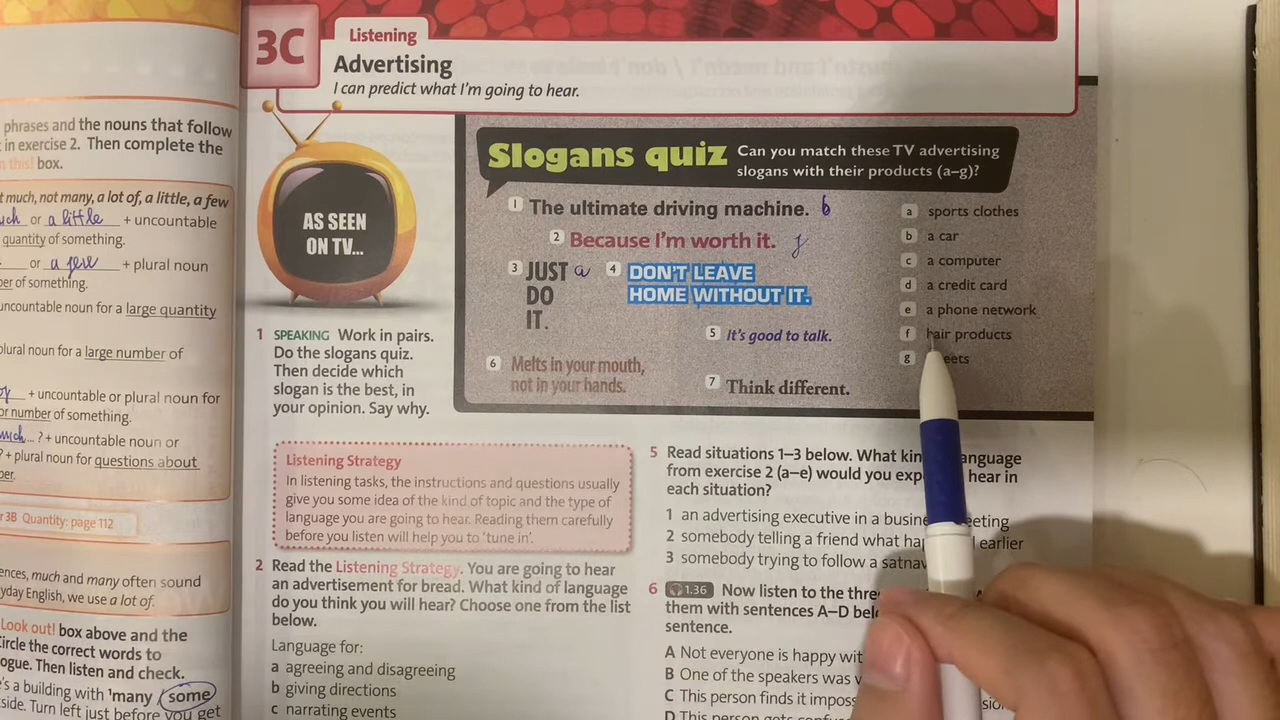 phrases and the nouns that follow
in exercise 2. Then complete the
this! box.
much, not many, a lot of, a little, a few
or a little + uncountable
quantity of something.
or a few + plural noun
of something.
uncountable noun for a large quantity
plural noun for a large number of
+ uncountable or plural noun for
or number of something.
...? + uncountable noun or
? + plural noun for questions about
3B Quantity: page 112
much and many often sound
English, we use a lot of.
Look out! box above and the
Circle the correct words to
Then listen and check.
's a building with 'many / some
Turn left just before you get
3C
Listening
Advertising
I can predict what I'm going to hear.
AS SEEN
ON TV...
Slogans quiz
Can you match these TV advertising
slogans with their products (a–g)?
1 The ultimate driving machine. b
2 Because I'm worth it. f
3 JUST a
DO
IT.
4 DON'T LEAVE
HOME WITHOUT IT.
5 It's good to talk.
6 Melts in your mouth,
not in your hands.
7 Think different.
a sports clothes
b a car
c a computer
d a credit card
e a phone network
f hair products
g
1 SPEAKING Work in pairs.
Do the slogans quiz.
Then decide which
slogan is the best, in
your opinion. Say why.
Listening Strategy
In listening tasks, the instructions and questions usually
give you some idea of the kind of topic and the type of
language you are going to hear. Reading them carefully
before you listen will help you to 'tune in'.
2 Read the Listening Strategy. You are going to hear
an advertisement for bread. What kind of language
do you think you will hear? Choose one from the list
below.
Language for:
a agreeing and disagreeing
b giving directions
c narrating events
5 Read situations 1–3 below. What language
from exercise 2 (a–e) would you hear in
each situation?
1 an advertising executive in a meeting
2 somebody telling a friend what earlier
3 somebody trying to follow a satnav
6 1.36 Now listen to the
them with sentences A–D
sentence.
A Not everyone is happy
B One of the speakers was
C This person finds it
D This person gets